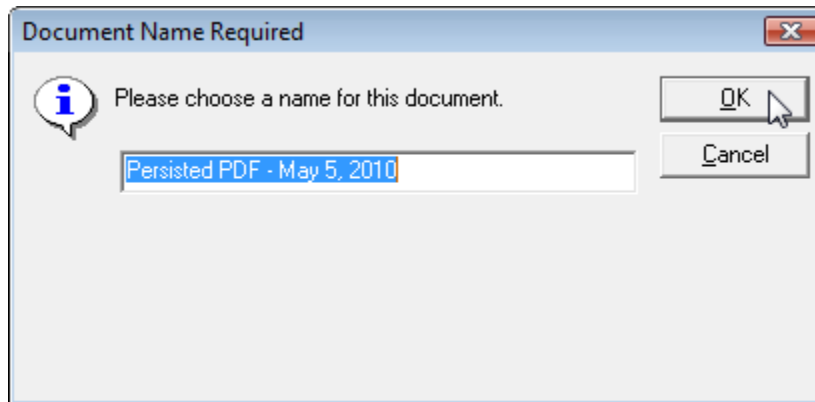 Document Name Required
Please choose a name for this document.
OK
Cancel
Persisted PDF - May 5, 2010